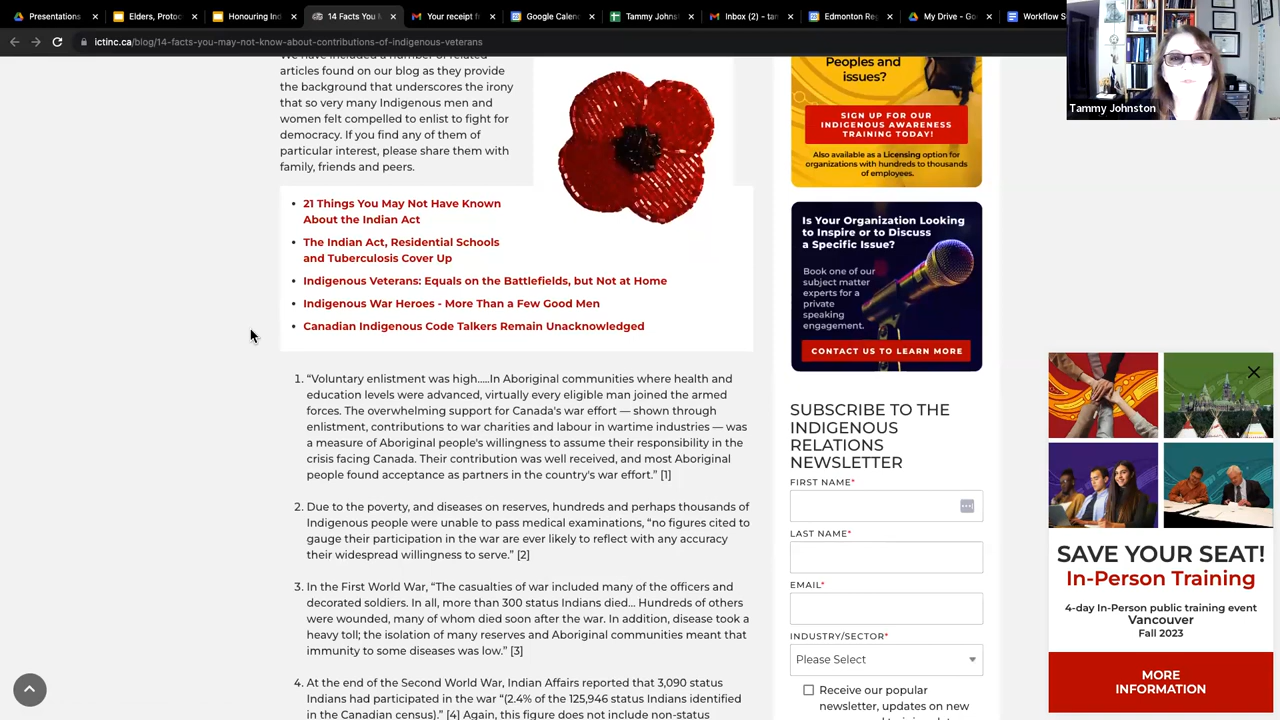 Presentations
Elders, Protoc
Honouring Ind
14 Facts You M
Your receipt f
Google Calend
Tammy Johnst
Inbox (2) – tan
Edmonton Reg
My Drive – Go
Workflow S
ictinc.ca/blog/14-facts-you-may-not-know-about-contributions-of-indigenous-veterans
Tammy Johnston
articles found on our blog as they provide
the background that underscores the irony
that so very many Indigenous men and
women felt compelled to enlist to fight for
democracy. If you find any of them of
particular interest, please share them with
family, friends and peers.
• 21 Things You May Not Have Known
About the Indian Act
• The Indian Act, Residential Schools
and Tuberculosis Cover Up
• Indigenous Veterans: Equals on the Battlefields, but Not at Home
• Indigenous War Heroes - More Than a Few Good Men
• Canadian Indigenous Code Talkers Remain Unacknowledged
1. “Voluntary enlistment was high.....In Aboriginal communities where health and
education levels were advanced, virtually every eligible man joined the armed
forces. The overwhelming support for Canada's war effort — shown through
enlistment, contributions to war charities and labour in wartime industries — was
a measure of Aboriginal people's willingness to assume their responsibility in the
crisis facing Canada. Their contribution was well received, and most Aboriginal
people found acceptance as partners in the country's war effort.” [1]
2. Due to the poverty, and diseases on reserves, hundreds and perhaps thousands of
Indigenous people were unable to pass medical examinations, “no figures cited to
gauge their participation in the war are ever likely to reflect with any accuracy
their widespread willingness to serve.” [2]
3. In the First World War, “The casualties of war included many of the officers and
decorated soldiers. In all, more than 300 status Indians died... Hundreds of others
were wounded, many of whom died soon after the war. In addition, disease took a
heavy toll; the isolation of many reserves and Aboriginal communities meant that
immunity to some diseases was low.” [3]
4. At the end of the Second World War, Indian Affairs reported that 3,090 status
Indians had participated in the war “(2.4% of the 125,946 status Indians identified
in the Canadian census).” [4] Again, this figure does not include non-status
Peoples and
issues?
SIGN UP FOR OUR
INDIGENOUS AWARENESS
TRAINING TODAY!
Also available as a Licensing option for
organizations with hundreds to thousands
of employees.
Is Your Organization Looking
to Inspire or to Discuss
a Specific Issue?
Book one of our
subject matter
experts for a
private
speaking
engagement.
CONTACT US TO LEARN MORE
SUBSCRIBE TO THE
INDIGENOUS
RELATIONS
NEWSLETTER
FIRST NAME*
LAST NAME*
EMAIL*
INDUSTRY/SECTOR*
Please Select
Receive our popular
newsletter, updates on new
SAVE YOUR SEAT!
In-Person Training
4-day In-Person public training event
Vancouver
Fall 2023
MORE
INFORMATION